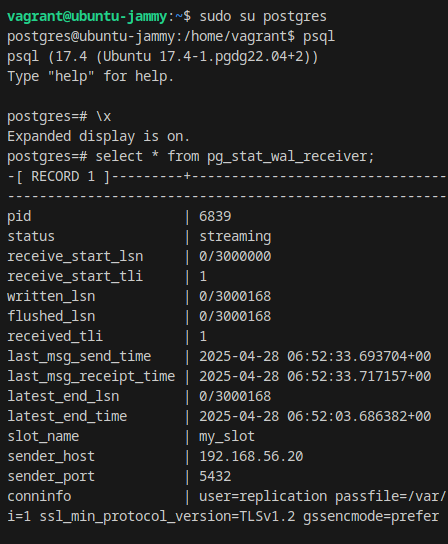 vagrant@ubuntu-jammy:~$ sudo su postgres
postgres@ubuntu-jammy:/home/vagrant$ psql
psql (17.4 (Ubuntu 17.4-1.pgdg22.04+2))
Type "help" for help.

postgres=# \x
Expanded display is on.
postgres=# select * from pg_stat_wal_receiver;
-[ RECORD 1 ]---------+--------------------------------
--------------------------------------------------------
pid                   | 6839
status                | streaming
receive_start_lsn     | 0/3000000
receive_start_tli     | 1
written_lsn           | 0/3000168
flushed_lsn           | 0/3000168
received_tli          | 1
last_msg_send_time    | 2025-04-28 06:52:33.693704+00
last_msg_receipt_time | 2025-04-28 06:52:33.717157+00
latest_end_lsn        | 0/3000168
latest_end_time       | 2025-04-28 06:52:03.686382+00
slot_name             | my_slot
sender_host           | 192.168.56.20
sender_port           | 5432
conninfo              | user=replication passfile=/var/
i=1 ssl_min_protocol_version=TLSv1.2 gssencmode=prefer